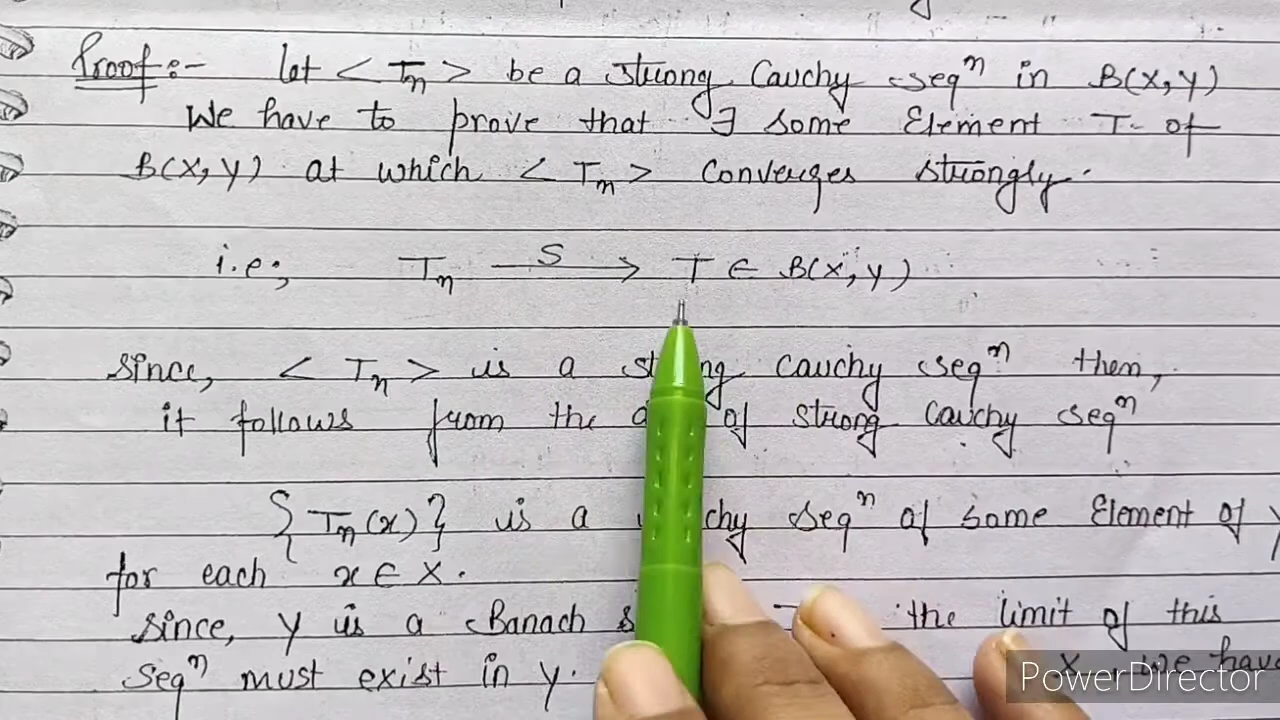 Proof:- Let < Tn > be a strong Cauchy seqⁿ in B(X,Y)
We have to prove that ∃ some Element T of
B(X,Y) at which < Tn > converges strongly.
i.e; Tn —S→ T ∈ B(X,Y)
Since, < Tn > is a strong Cauchy seqⁿ then,
it follows from the of strong Cauchy seqⁿ
{Tn(x)} is a seqⁿ of some Element of Y
for each x ∈ X.
Since, Y is a Banach the limit of this
seqⁿ must exist in Y. X, we have
PowerDirector